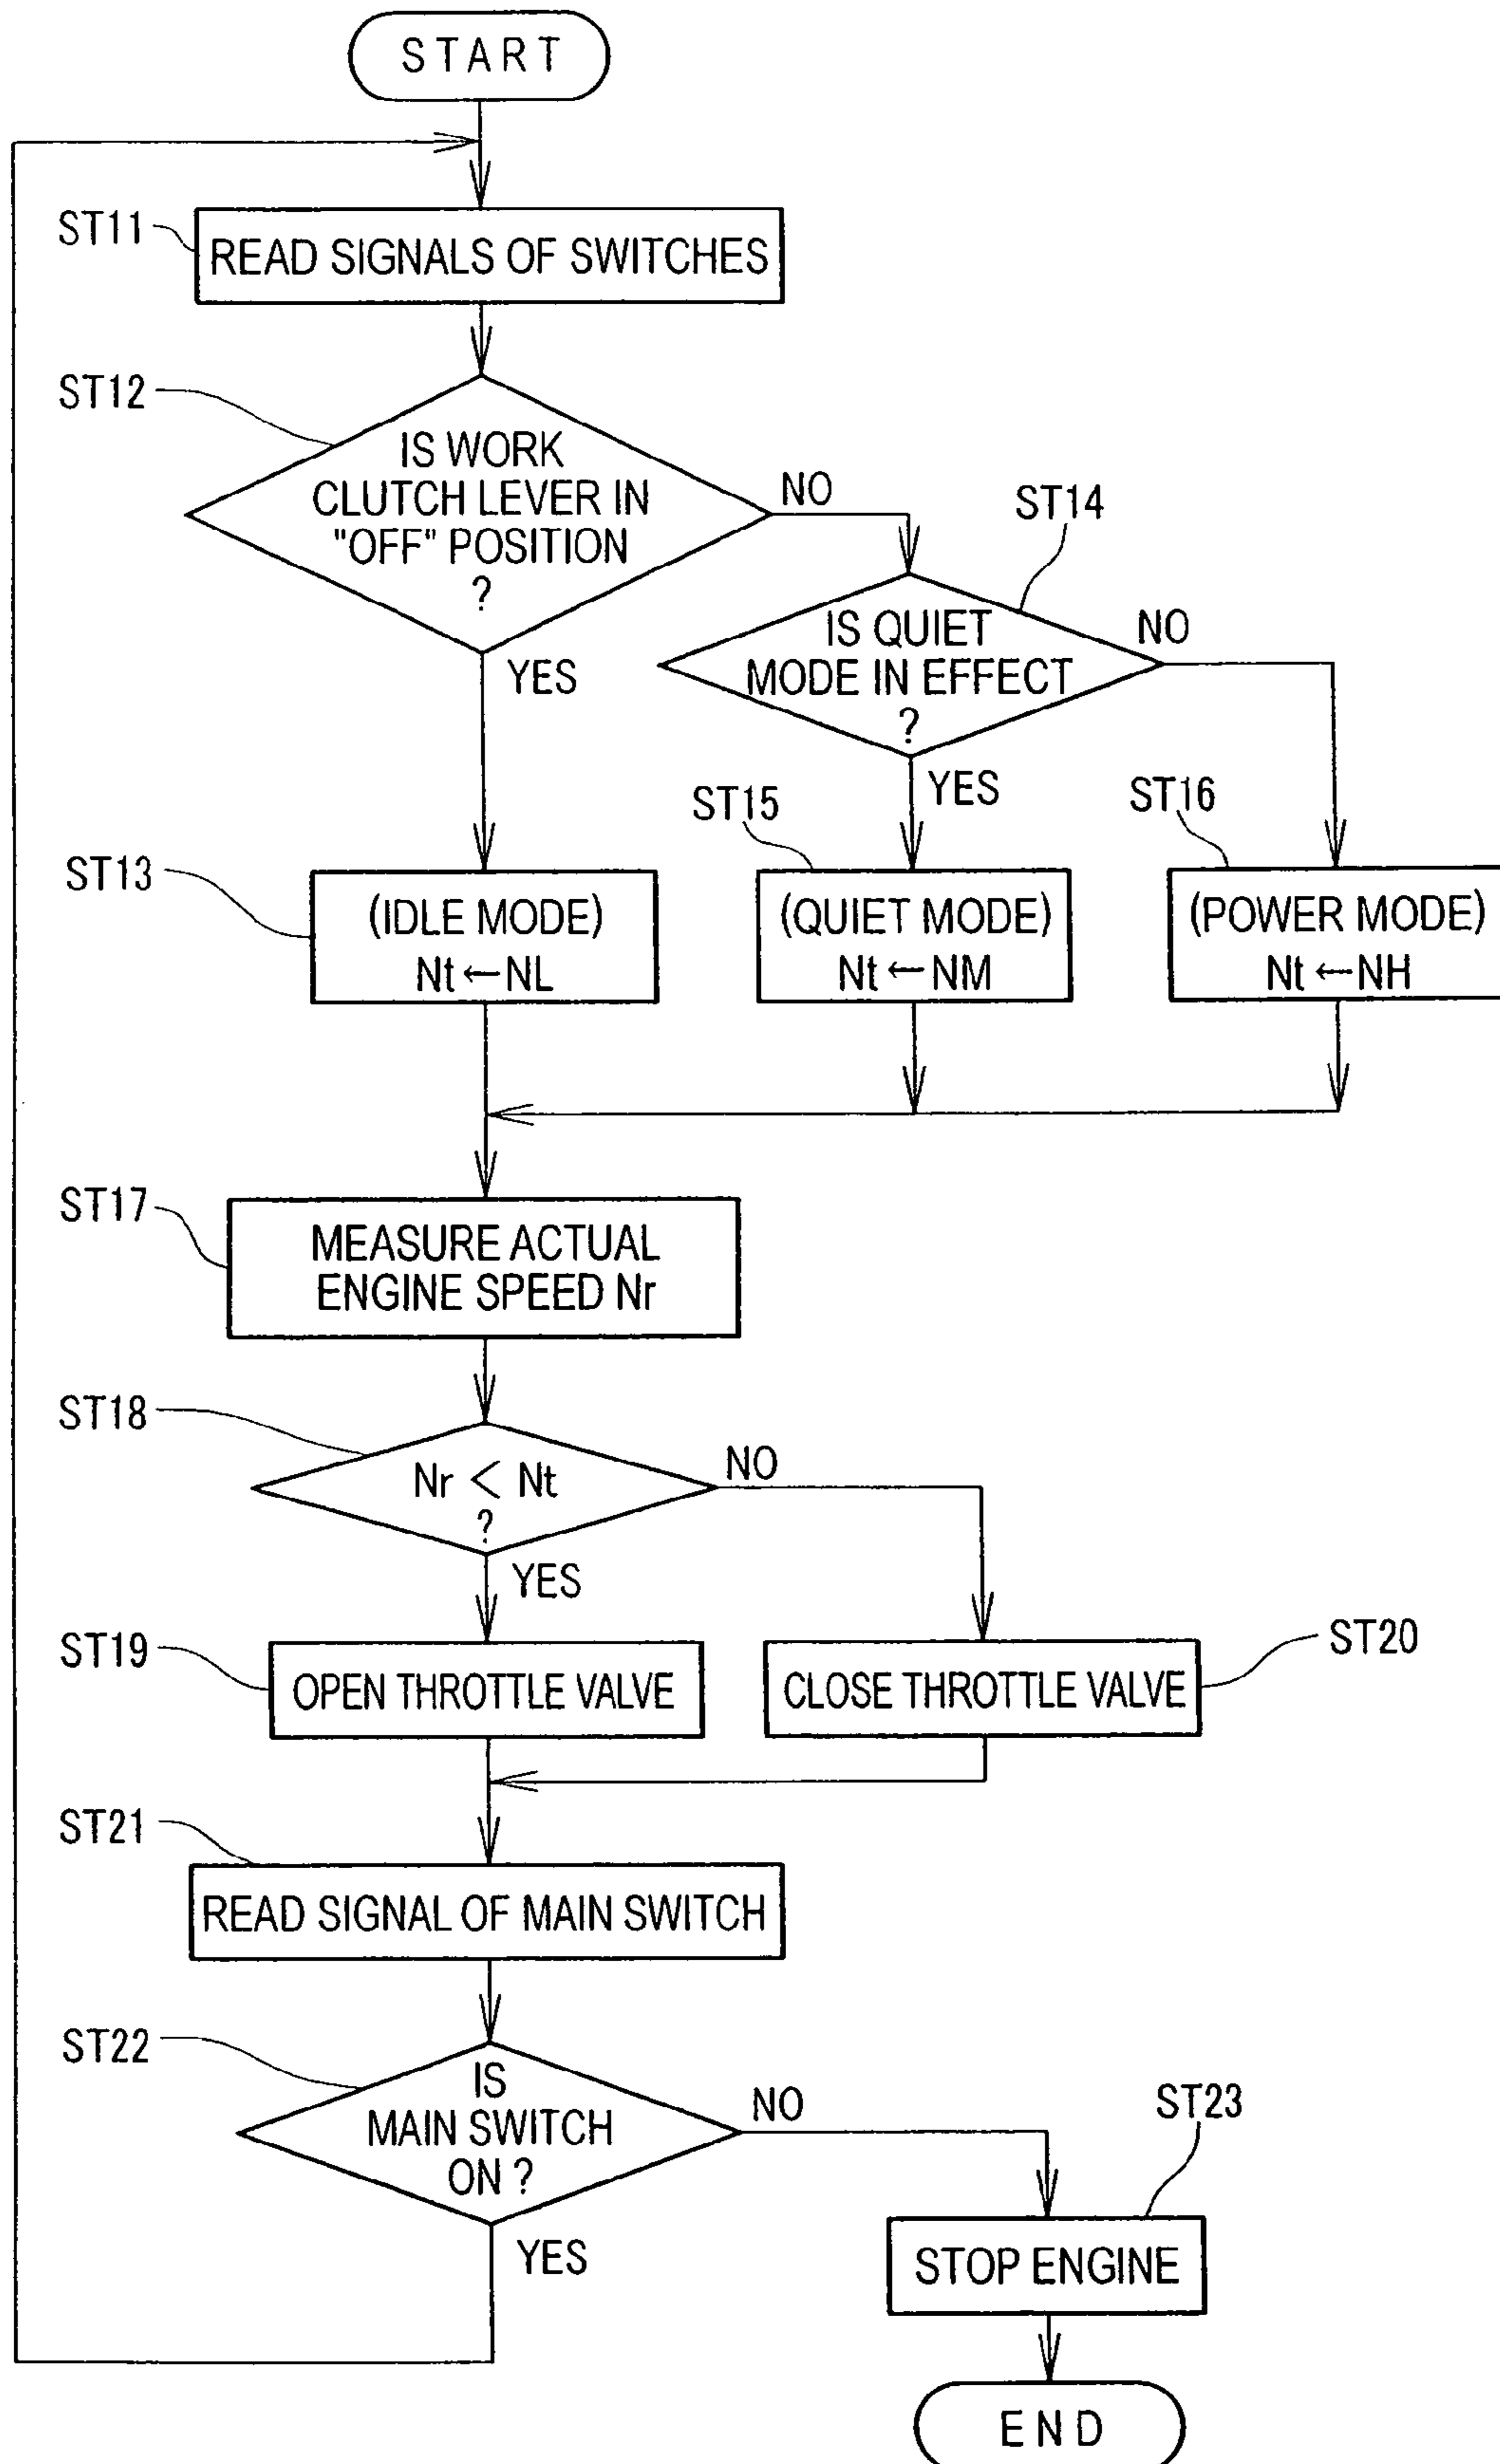 START
ST11
READ SIGNALS OF SWITCHES
ST12
IS WORK
CLUTCH LEVER IN
"OFF" POSITION
?
NO
YES
ST14
IS QUIET
MODE IN EFFECT
?
NO
YES
ST13
(IDLE MODE)
Nt←NL
ST15
(QUIET MODE)
Nt←NM
ST16
(POWER MODE)
Nt←NH
ST17
MEASURE ACTUAL
ENGINE SPEED Nr
ST18
Nr < Nt
?
NO
YES
ST19
OPEN THROTTLE VALVE
CLOSE THROTTLE VALVE
ST20
ST21
READ SIGNAL OF MAIN SWITCH
ST22
IS
MAIN SWITCH
ON ?
NO
YES
ST23
STOP ENGINE
END